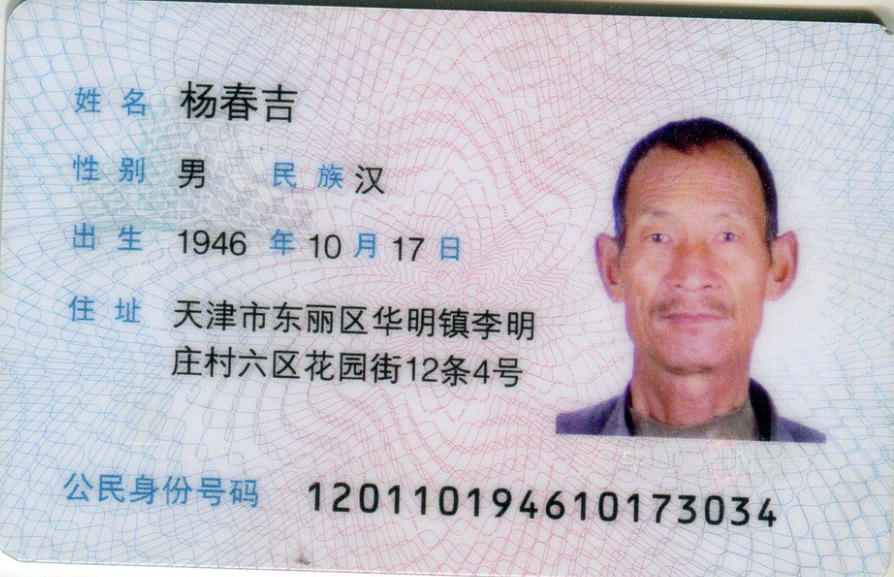 姓名 杨春吉
性别 男 民族 汉
出生 1946 年 10 月 17 日
住址 天津市东丽区华明镇李明
庄村六区花园街12条4号
公民身份号码 120110194610173034